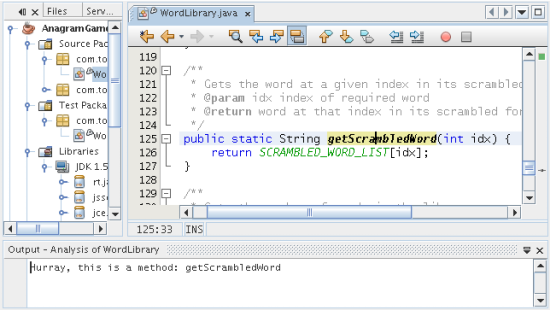 Files
Serv...
WordLibrary.java
AnagramGame
Source Pac
com.to
Wo
com.to
Test Packa
com.to
Wo
Libraries
JDK 1.5
rt.ja
jsse
jce.
119
120 /**
121 * Gets the word at a given index in its scrambled
122 * @param idx index of required word
123 * @return word at that index in its scrambled for
124 */
125 public static String getScrambledWord(int idx) {
126 return SCRAMBLED_WORD_LIST[idx];
127 }
128
129 /**
125:33 INS
Output - Analysis of WordLibrary
Hurray, this is a method: getScrambledWord